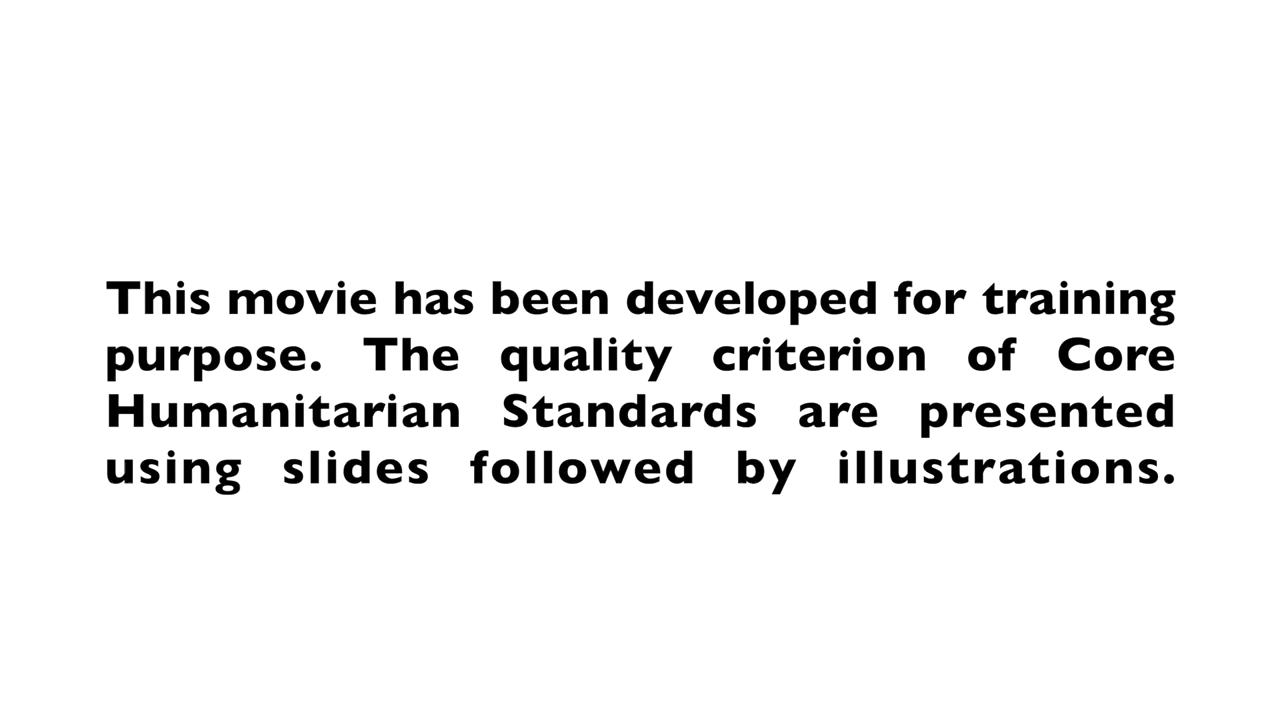 This movie has been developed for training
purpose. The quality criterion of Core
Humanitarian Standards are presented
using slides followed by illustrations.